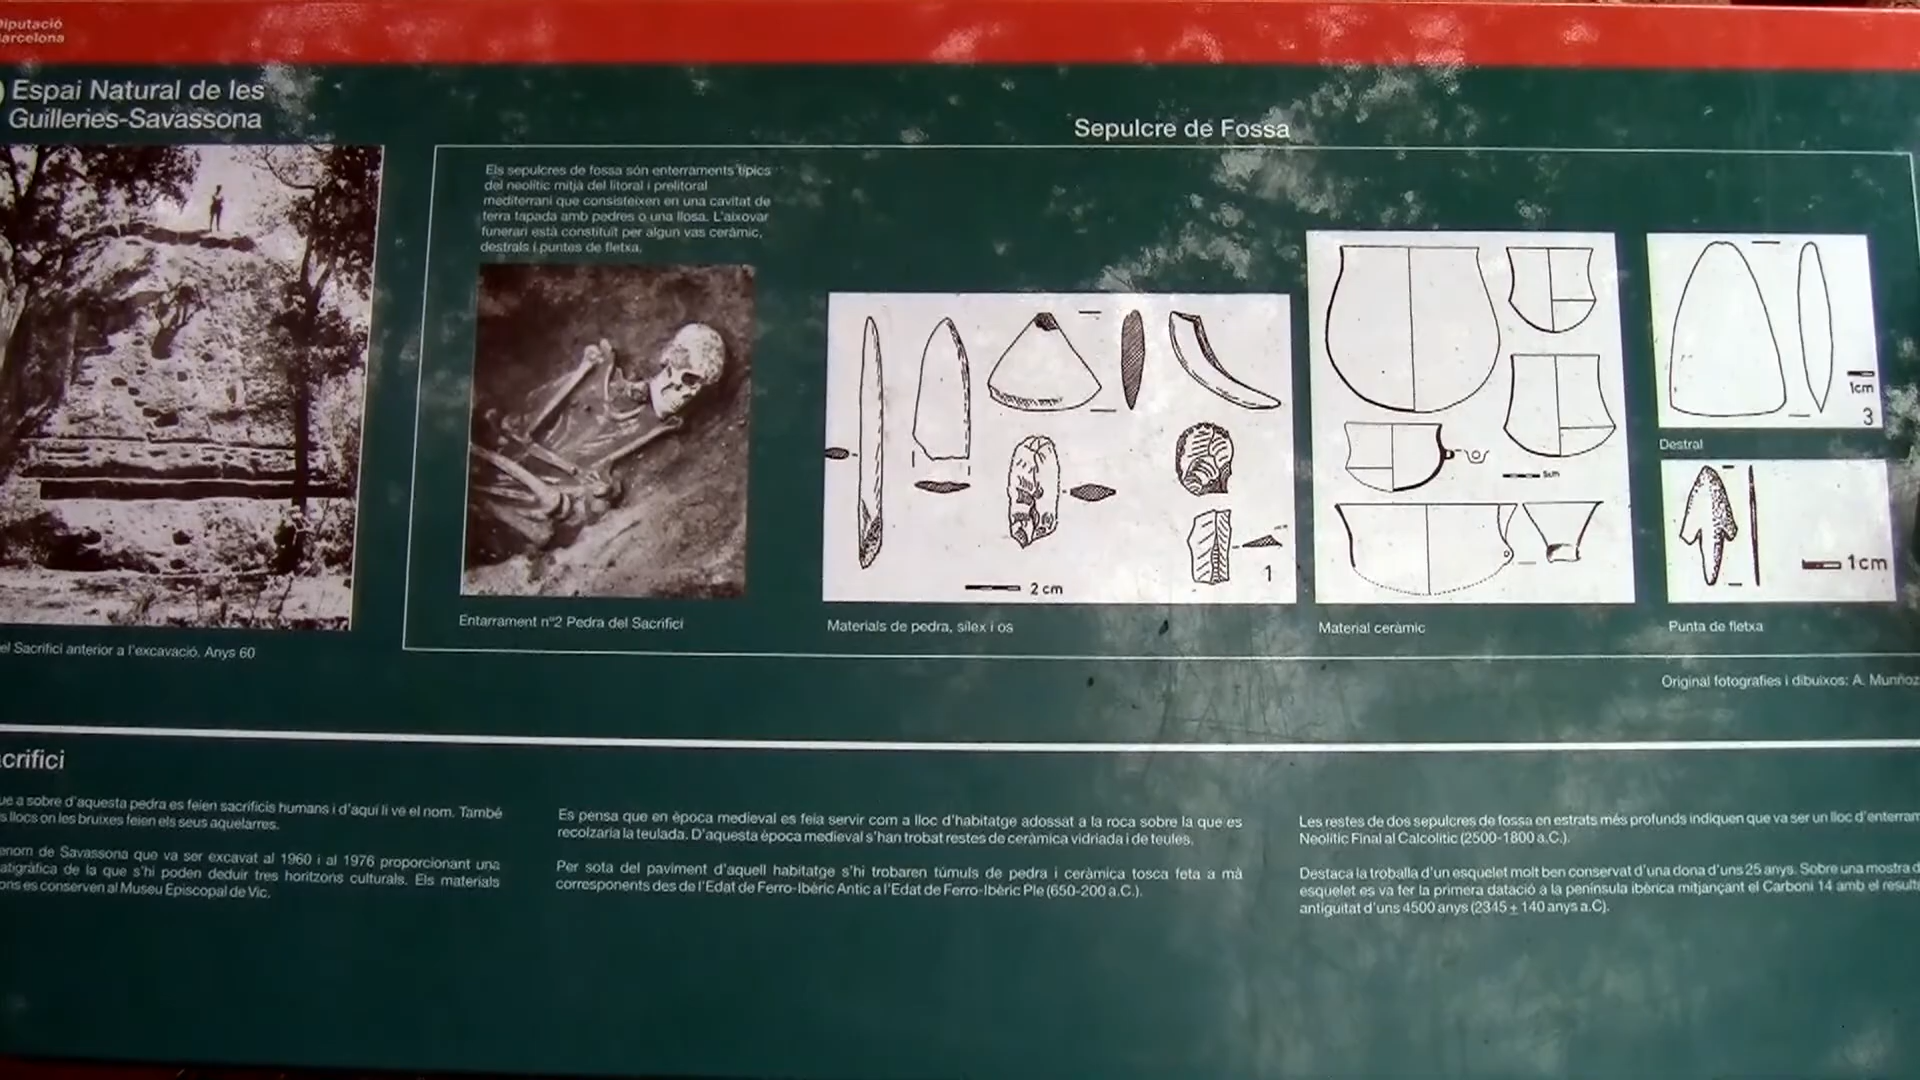 Diputació
Barcelona
Espai Natural de les
Guilleries-Savassona
Sepulcre de Fossa
Els sepulcres de fossa són enterraments típics
del neolític mitjà del litoral i prelitoral
mediterrani que consisteixen en una cavitat de
terra tapada amb pedres o una llosa. L'aixovar
funerari està constituït per algun vas ceràmic,
destrals i puntes de fletxa.
2 cm
1
5cm
1cm
3
Destral
1cm
Entarrament nº2 Pedra del Sacrifici
Materials de pedra, sílex i os
Material ceràmic
Punta de fletxa
el Sacrifici anterior a l'excavació. Anys 60
Original fotografies i dibuixos: A. Munñoz
crifici
ue a sobre d'aquesta pedra es feien sacrificis humans i d'aquí li ve el nom. També
s llocs on les bruixes feien els seus aquelarres.
enom de Savassona que va ser excavat al 1960 i al 1976 proporcionant una
atigràfica de la que s'hi poden deduir tres horitzons culturals. Els materials
ons es conserven al Museu Episcopal de Vic.
Es pensa que en època medieval es feia servir com a lloc d'habitatge adossat a la roca sobre la que es
recolzaria la teulada. D'aquesta època medieval s'han trobat restes de ceràmica vidriada i de teules.
Per sota del paviment d'aquell habitatge s'hi trobaren túmuls de pedra i ceràmica tosca feta a mà
corresponents des de l'Edat de Ferro-Ibèric Antic a l'Edat de Ferro-Ibèric Ple (650-200 a.C.).
Les restes de dos sepulcres de fossa en estrats més profunds indiquen que va ser un lloc d'enterram
Neolític Final al Calcolític (2500-1800 a.C.).
Destaca la troballa d'un esquelet molt ben conservat d'una dona d'uns 25 anys. Sobre una mostra d
esquelet es va fer la primera datació a la península ibèrica mitjançant el Carboni 14 amb el result
antiguitat d'uns 4500 anys (2345 ± 140 anys a.C).